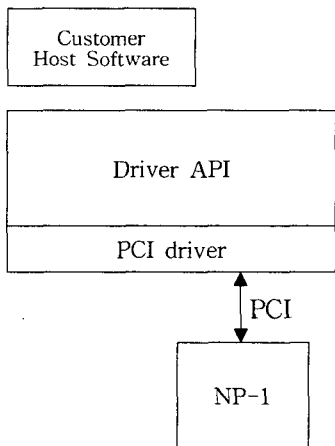 Customer
Host Software
Driver API
PCI driver
PCI
NP-1